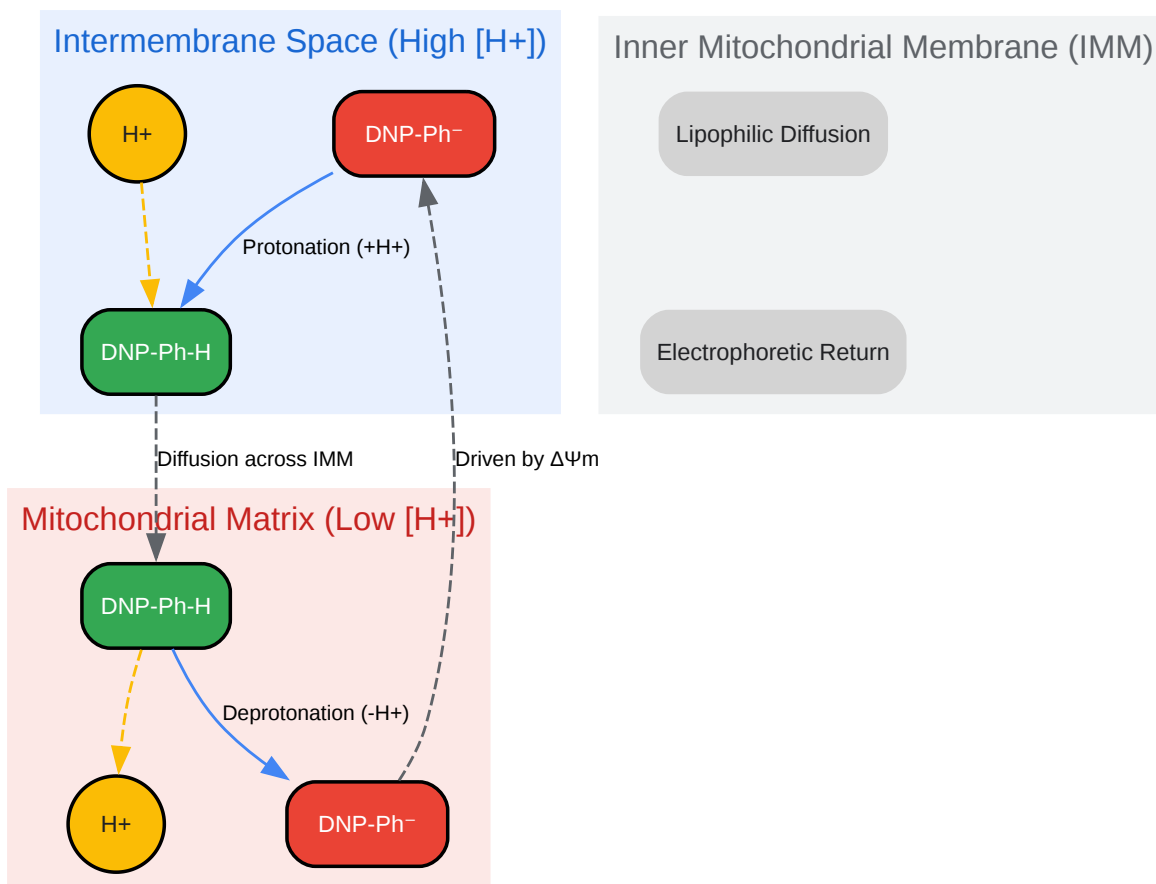 Intermembrane Space (High [H+])
H+
DNP-Ph⁻
Protonation (+H+)
DNP-Ph-H
Inner Mitochondrial Membrane (IMM)
Lipophilic Diffusion
Electrophoretic Return
Diffusion across IMM
Driven by ΔΨm
Mitochondrial Matrix (Low [H+])
DNP-Ph-H
Deprotonation (-H+)
H+
DNP-Ph⁻